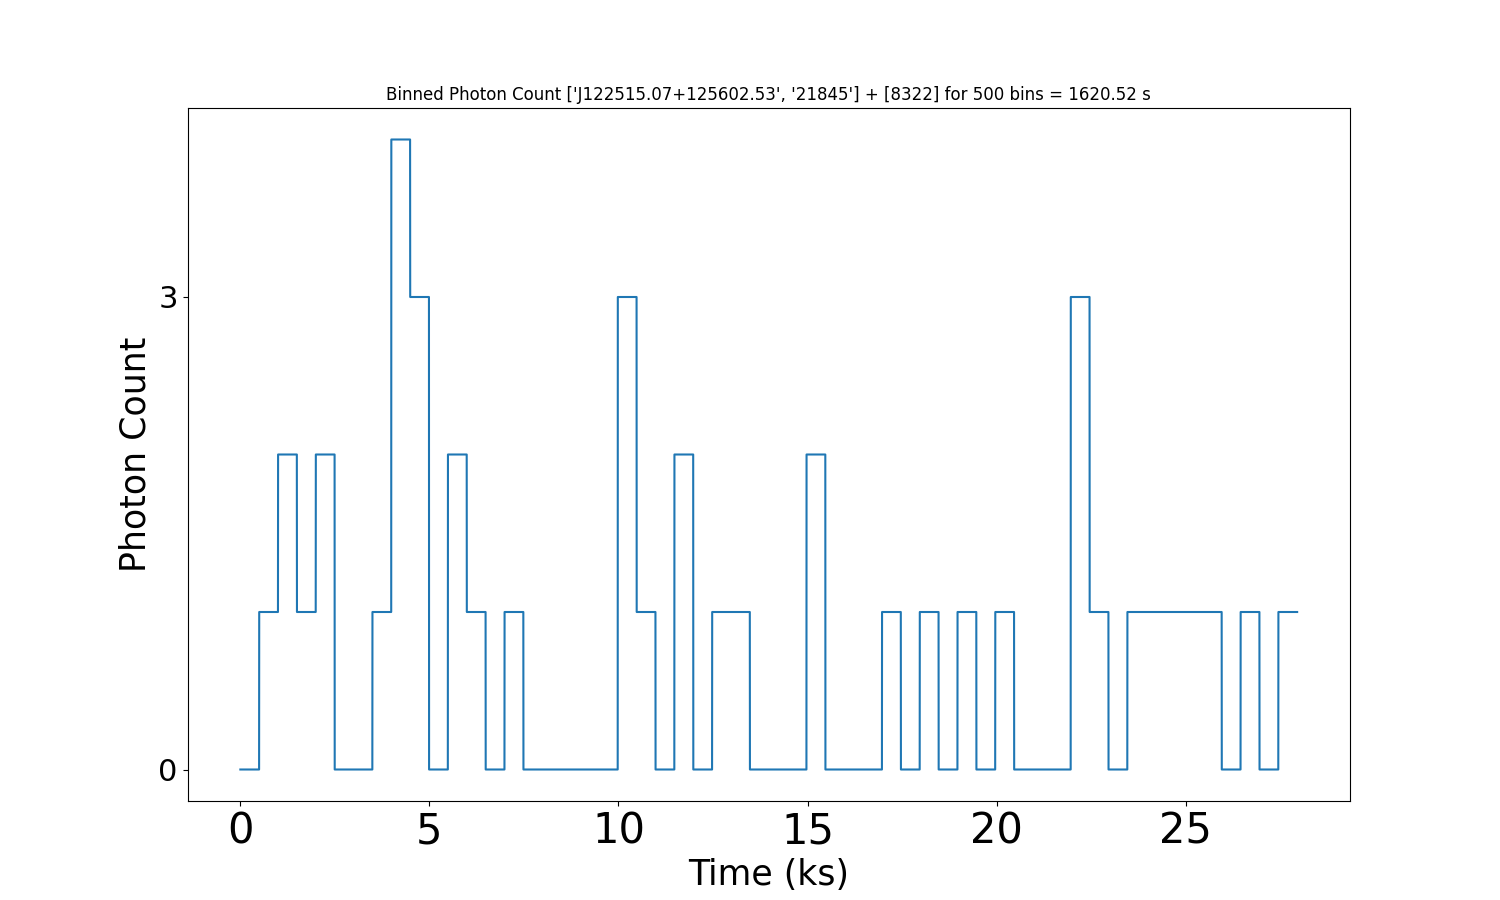 Binned Photon Count ['J122515.07+125602.53', '21845'] + [8322] for 500 bins = 1620.52 s
3
0
Photon Count
0 5 10 15 20 25
Time (ks)